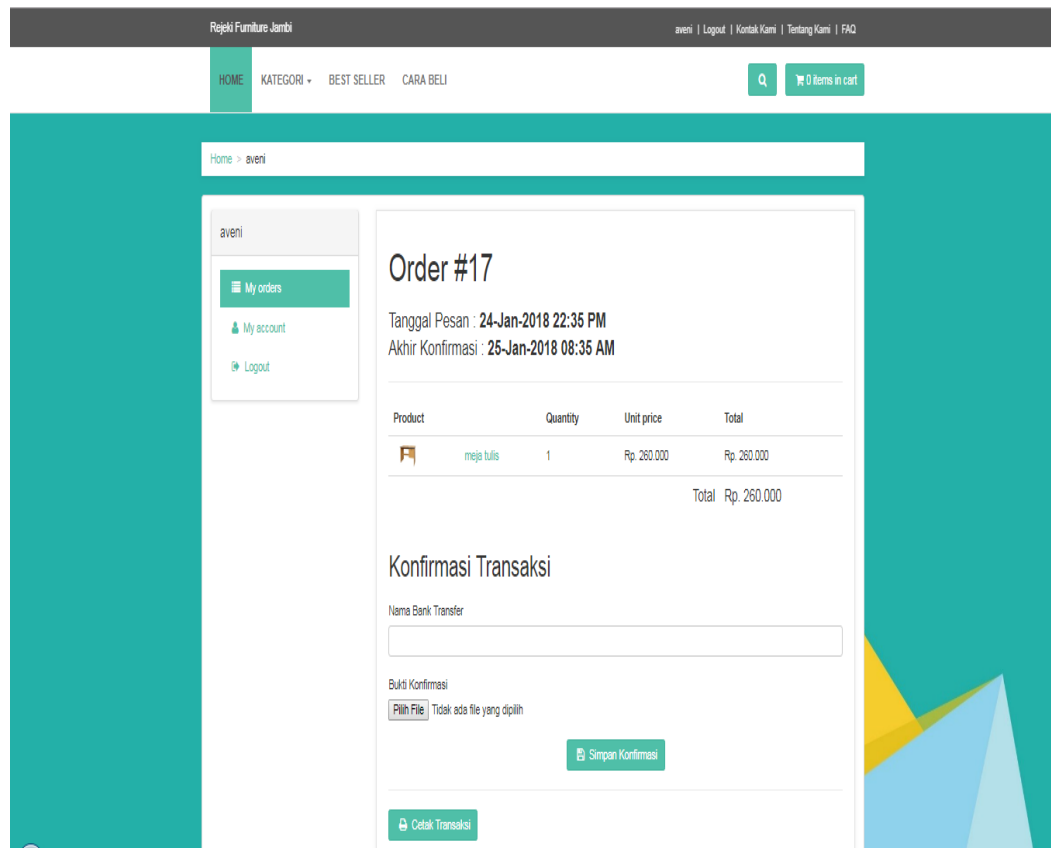 Rejeki Furniture Jambi
aveni | Logout | Kontak Kami | Tentang Kami | FAQ
HOME KATEGORI BEST SELLER CARA BELI
0 items in cart
Home > aveni
aveni
My orders
My account
Logout
Order #17
Tanggal Pesan : 24-Jan-2018 22:35 PM
Akhir Konfirmasi : 25-Jan-2018 08:35 AM
Product Quantity Unit price Total
meja tulis 1 Rp. 260.000 Rp. 260.000
Total Rp. 260.000
Konfirmasi Transaksi
Nama Bank Transfer
Bukti Konfirmasi
Pilih File Tidak ada file yang dipilih
Simpan Konfirmasi
Cetak Transaksi